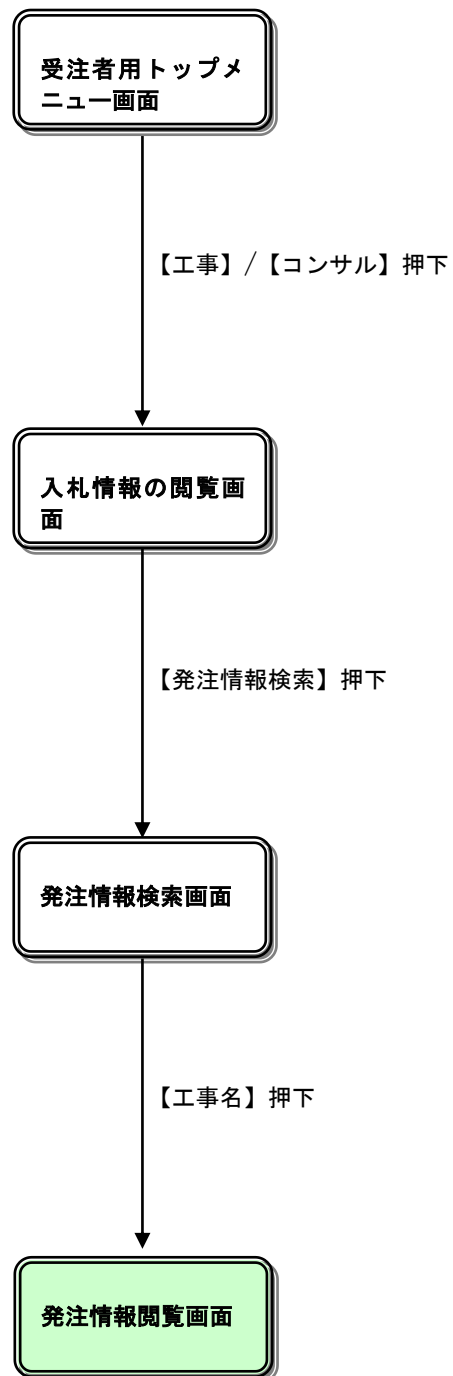 受注者用トップメ
ニュー画面
【工事】/【コンサル】押下
入札情報の閲覧画
面
【発注情報検索】押下
発注情報検索画面
【工事名】押下
発注情報閲覧画面